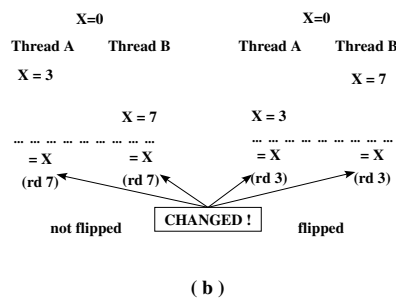 X=0 X=0
Thread A Thread B Thread A Thread B
X = 3 X = 7
X = 7 X = 3
... ... ... ... ... ... ... ... ... ... ... ... ... ... ... ... ... ...
= X = X = X = X
(rd 7) (rd 7) (rd 3) (rd 3)
not flipped CHANGED ! flipped
( b )